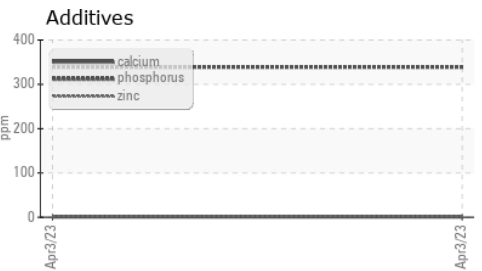 Additives
400
300
200
100
0
ppm
calcium
phosphorus
zinc
Apr3/23
Apr3/23